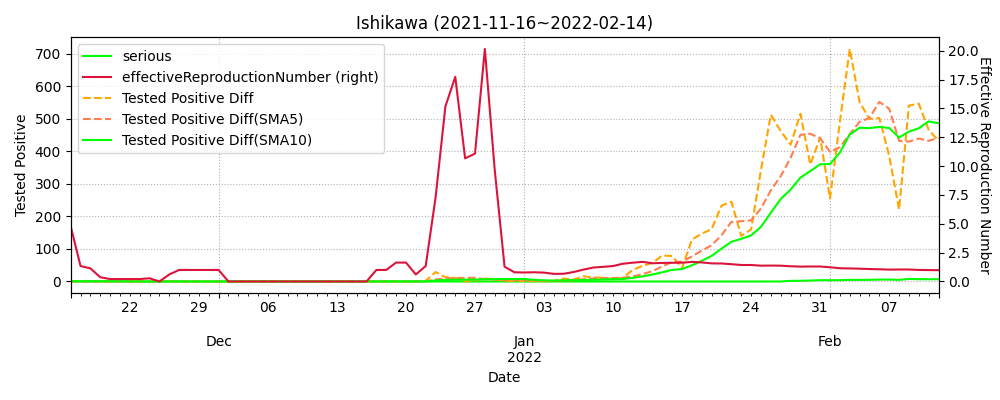 Ishikawa (2021-11-16~2022-02-14)
serious
effectiveReproductionNumber (right)
Tested Positive Diff
Tested Positive Diff(SMA5)
Tested Positive Diff(SMA10)
Tested Positive
700
600
500
400
300
200
100
0
20.0
17.5
15.0
12.5
10.0
7.5
5.0
2.5
0.0
Effective Reproduction Number
22 29 06 13 20 27 03 10 17 24 31 07
Dec Jan Feb
2022
Date